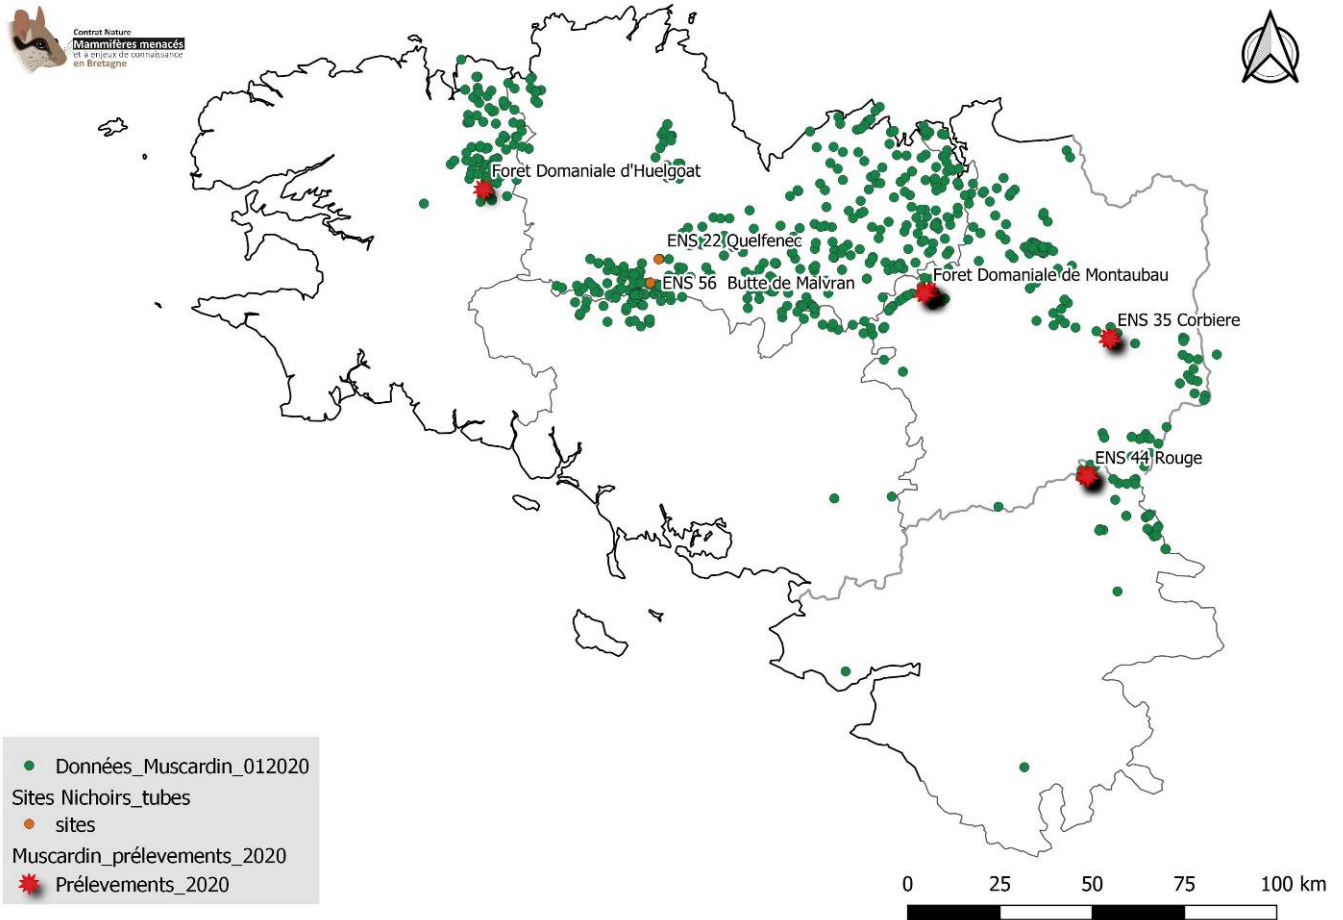 Contrat Nature
Mammifères menacés
et à enjeux de connaissance
en Bretagne
Foret Domaniale d'Huelgoat
ENS 22 Quelfenec
ENS 56 Butte de Malvran
Foret Domaniale de Montaubau
ENS 35 Corbiere
ENS 44 Rouge
Données_Muscardin_012020
Sites Nichoirs_tubes
sites
Muscardin_prélevements_2020
Prélevements_2020
0 25 50 75 100 km